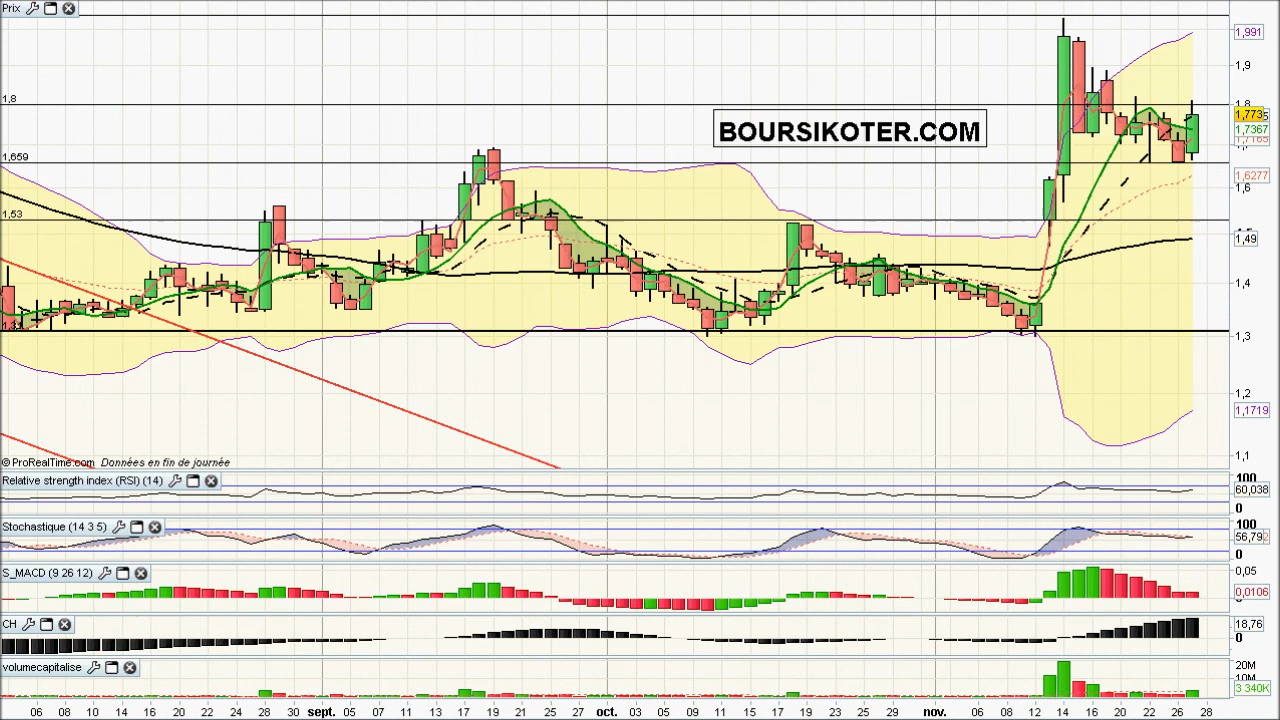 Prix
1,991
1,9
1,8
1,8
1,773
BOURSIKOTER.COM
1,7367
1,659
1,6277
1,6
1,53
1,49
1,4
1,31
1,3
1,2
1,1719
1,1
© ProRealTime.com Données en fin de journée
Relative strength index (RSI) (14)
100
60,038
0
Stochastique (14 3 5)
100
56,792
0
S_MACD (9 26 12)
0,05
CH
18,76
0
volumecapitalise
20M
3 340K
06 08 10 14 16 20 22 24 28 30 sept. 05 07 11 13 17 19 21 25 27 oct. 03 05 09 11 15 17 19 23 25 29 nov. 06 08 12 14 16 20 22 26 28